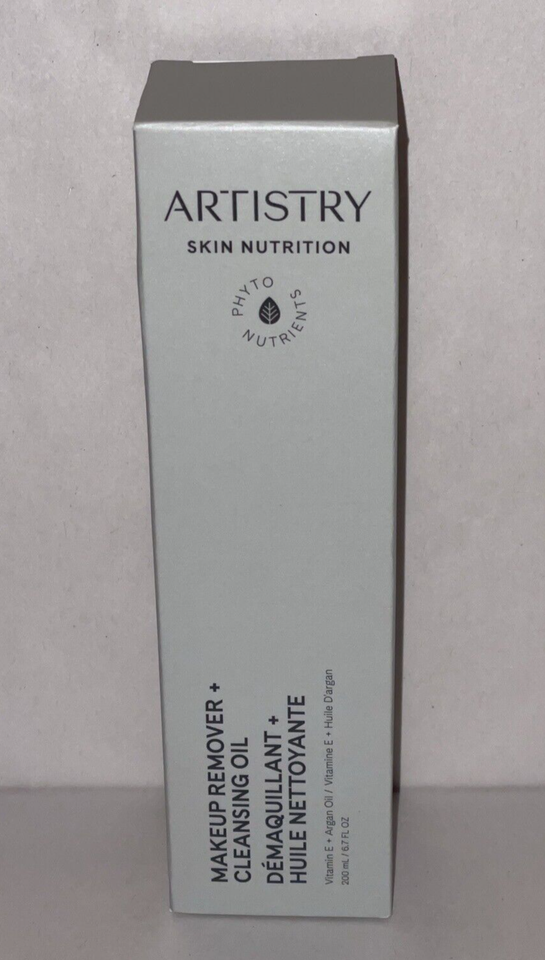 ARTISTRY
SKIN NUTRITION
PHYTO
NUTRIENTS
MAKEUP REMOVER +
CLEANSING OIL
DÉMAQUILLANT +
HUILE NETTOYANTE
Vitamin E + Argan Oil / Vitamine E + Huile D'argan
200 mL / 6.7 FL OZ